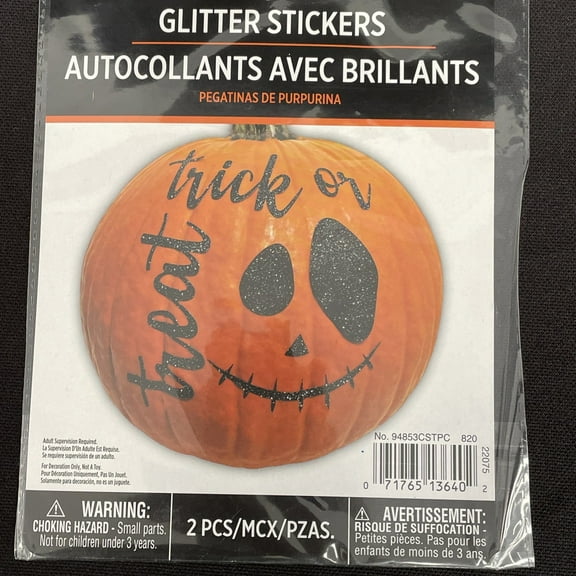 GLITTER STICKERS
AUTOCOLLANTS AVEC BRILLANTS
PEGATINAS DE PURPURINA
trick or
treat
Adult Supervision Required.
La Supervision D'Un Adulte Est Requise.
Se requiere supervisión de un adulto.
For Decoration Only, Not A Toy.
Pour Décoration Uniquement, Pas Un Jouet.
Solamente para decoración, no es un juguete.
No. 94853CSTPC 820
22075
0 71765 13640 2
WARNING:
CHOKING HAZARD - Small parts.
Not for children under 3 years.
2 PCS/MCX/PZAS.
AVERTISSEMENT:
RISQUE DE SUFFOCATION -
Petites pièces. Pas pour les
enfants de moins de 3 ans.